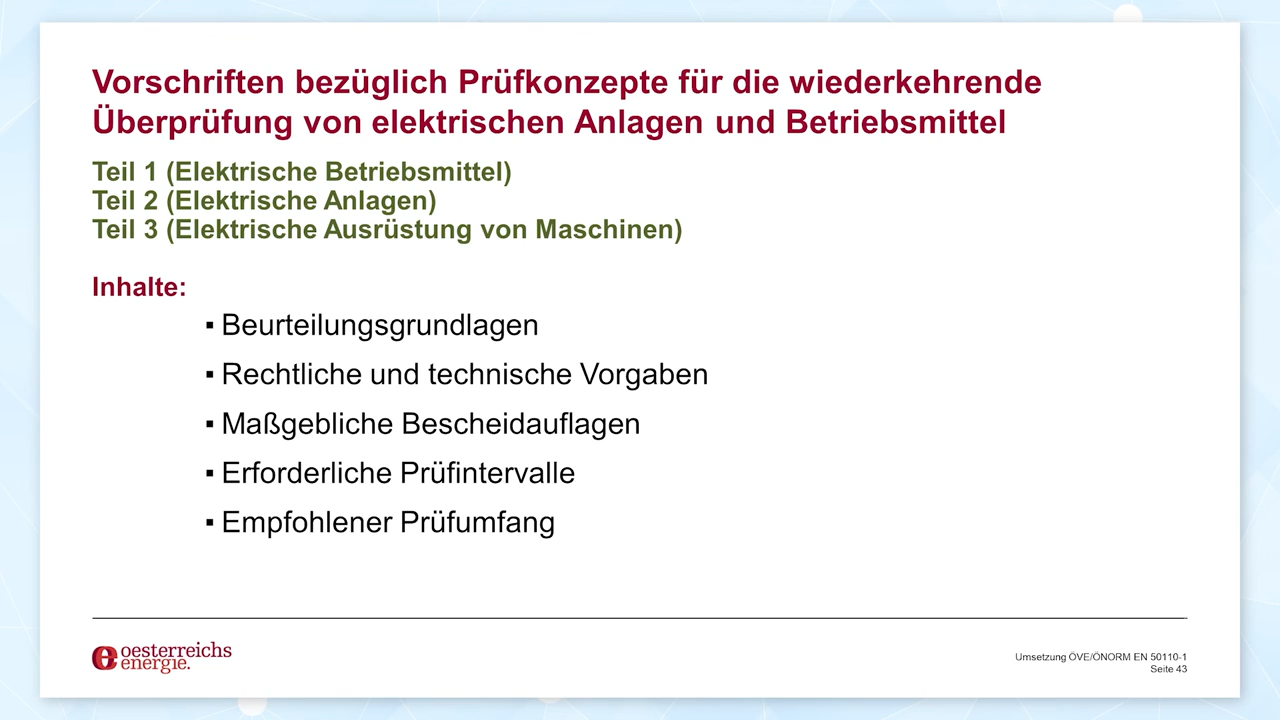 Vorschriften bezüglich Prüfkonzepte für die wiederkehrende
Überprüfung von elektrischen Anlagen und Betriebsmittel
Teil 1 (Elektrische Betriebsmittel)
Teil 2 (Elektrische Anlagen)
Teil 3 (Elektrische Ausrüstung von Maschinen)
Inhalte:
▪ Beurteilungsgrundlagen
▪ Rechtliche und technische Vorgaben
▪ Maßgebliche Bescheidauflagen
▪ Erforderliche Prüfintervalle
▪ Empfohlener Prüfumfang
oesterreichs
energie.
Umsetzung ÖVE/ÖNORM EN 50110-1
Seite 43